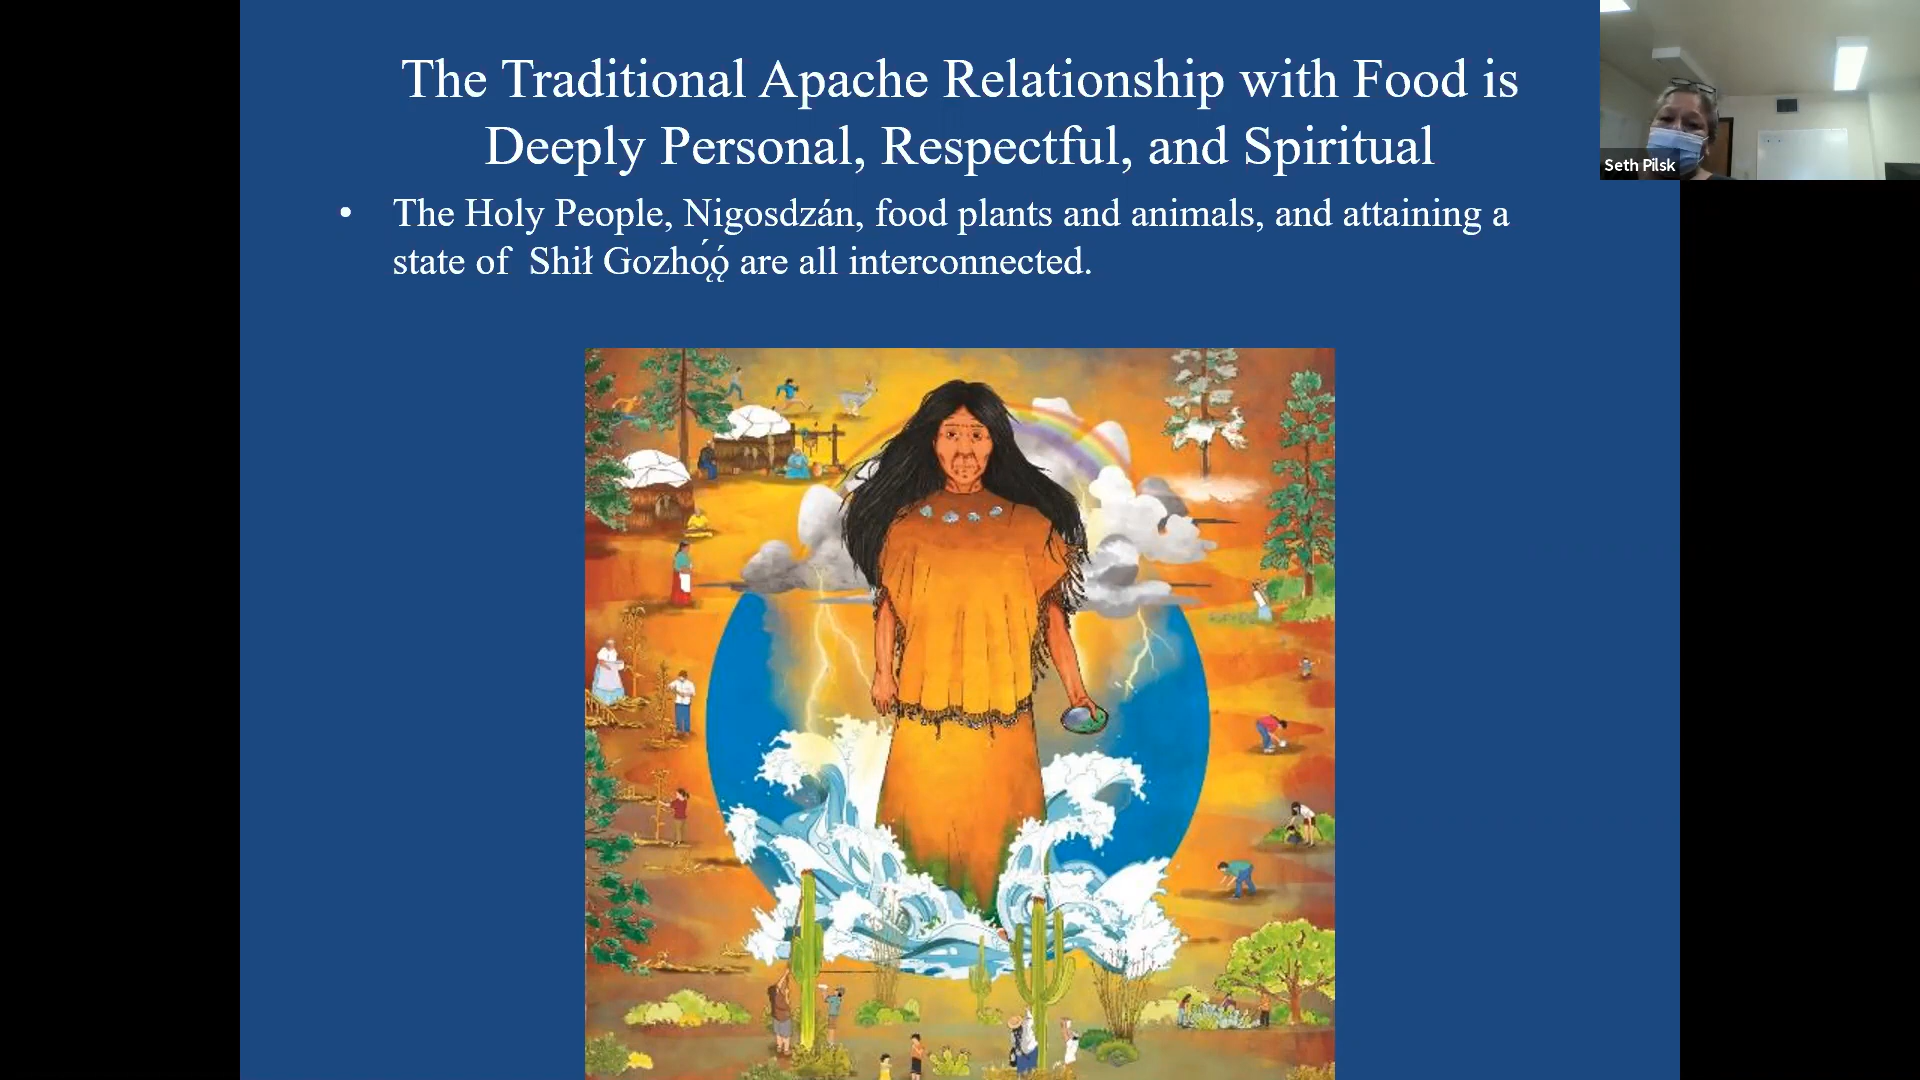 The Traditional Apache Relationship with Food is
Deeply Personal, Respectful, and Spiritual
• The Holy People, Nigosdzán, food plants and animals, and attaining a
state of  Shił Gozhǫ́ǫ́ are all interconnected.
Seth Pilsk